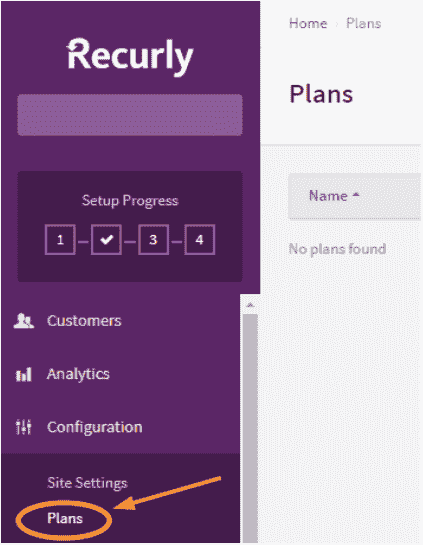 Recurly
Setup Progress
1 3 4
Customers
Analytics
Configuration
Site Settings
Plans
Home Plans
Plans
Name
No plans found